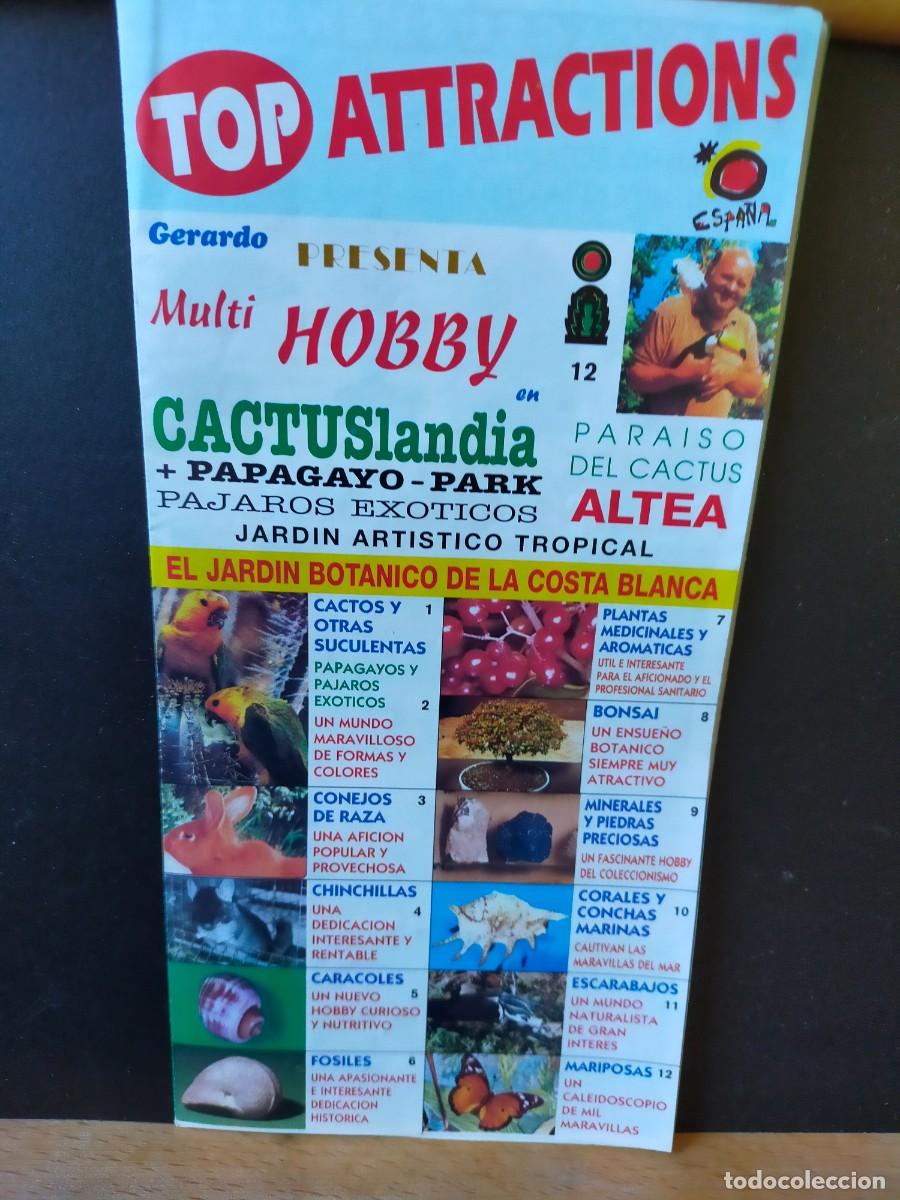 TOP ATTRACTIONS
ESPAÑA
Gerardo
PRESENTA
Multi HOBBY
en
12
CACTUSlandia
+ PAPAGAYO - PARK
PAJAROS EXOTICOS
PARAISO
DEL CACTUS
ALTEA
JARDIN ARTISTICO TROPICAL
EL JARDIN BOTANICO DE LA COSTA BLANCA
CACTOS Y 1
OTRAS
SUCULENTAS
PAPAGAYOS Y
PAJAROS
EXOTICOS 2
UN MUNDO
MARAVILLOSO
DE FORMAS Y
COLORES
CONEJOS 3
DE RAZA
UNA AFICION
POPULAR Y
PROVECHOSA
CHINCHILLAS
UNA 4
DEDICACION
INTERESANTE Y
RENTABLE
CARACOLES
UN NUEVO 5
HOBBY CURIOSO
Y NUTRITIVO
FOSILES 6
UNA APASIONANTE
E INTERESANTE
DEDICACION
HISTORICA
PLANTAS 7
MEDICINALES Y
AROMATICAS
UTIL E INTERESANTE
PARA EL AFICIONADO Y EL
PROFESIONAL SANITARIO
BONSAI 8
UN ENSUEÑO
BOTANICO
SIEMPRE MUY
ATRACTIVO
MINERALES 9
Y PIEDRAS
PRECIOSAS
UN FASCINANTE HOBBY
DEL COLECCIONISMO
CORALES Y
CONCHAS 10
MARINAS
CAUTIVAN LAS
MARAVILLAS DEL MAR
ESCARABAJOS
UN MUNDO 11
NATURALISTA
DE GRAN
INTERES
MARIPOSAS 12
UN
CALEIDOSCOPIO
DE MIL
MARAVILLAS
todocoleccion